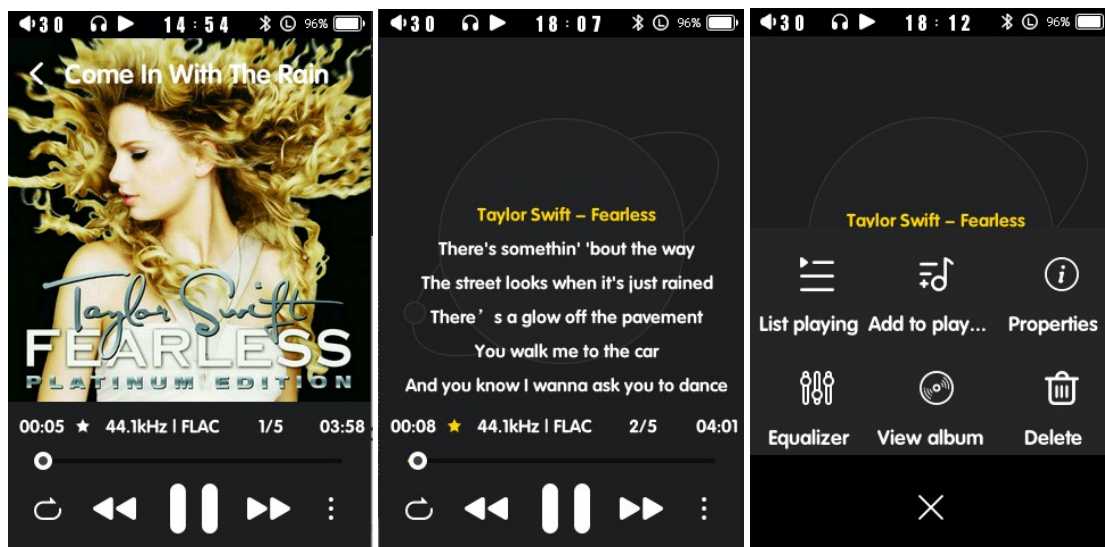 30 14:54 L 96%
Come In With The Rain
Taylor Swift
FEARLESS
PLATINUM EDITION
00:05 44.1kHz | FLAC 1/5 03:58
30 18:07 L 96%
Taylor Swift – Fearless
There's somethin' 'bout the way
The street looks when it's just rained
There’s a glow off the pavement
You walk me to the car
And you know I wanna ask you to dance
00:08 44.1kHz | FLAC 2/5 04:01
30 18:12 L 96%
Taylor Swift – Fearless
List playing Add to play... Properties
Equalizer View album Delete